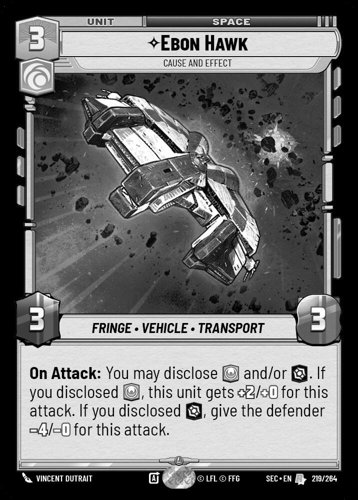 UNIT
SPACE
3
✧Ebon Hawk
CAUSE AND EFFECT
3
3
FRINGE • VEHICLE • TRANSPORT
On Attack: You may disclose and/or . If
you disclosed , this unit gets +2/+0 for this
attack. If you disclosed , give the defender
-4/-0 for this attack.
L
VINCENT OUTRAIT
A © LFL © FFG
SEC • EN R 219/264